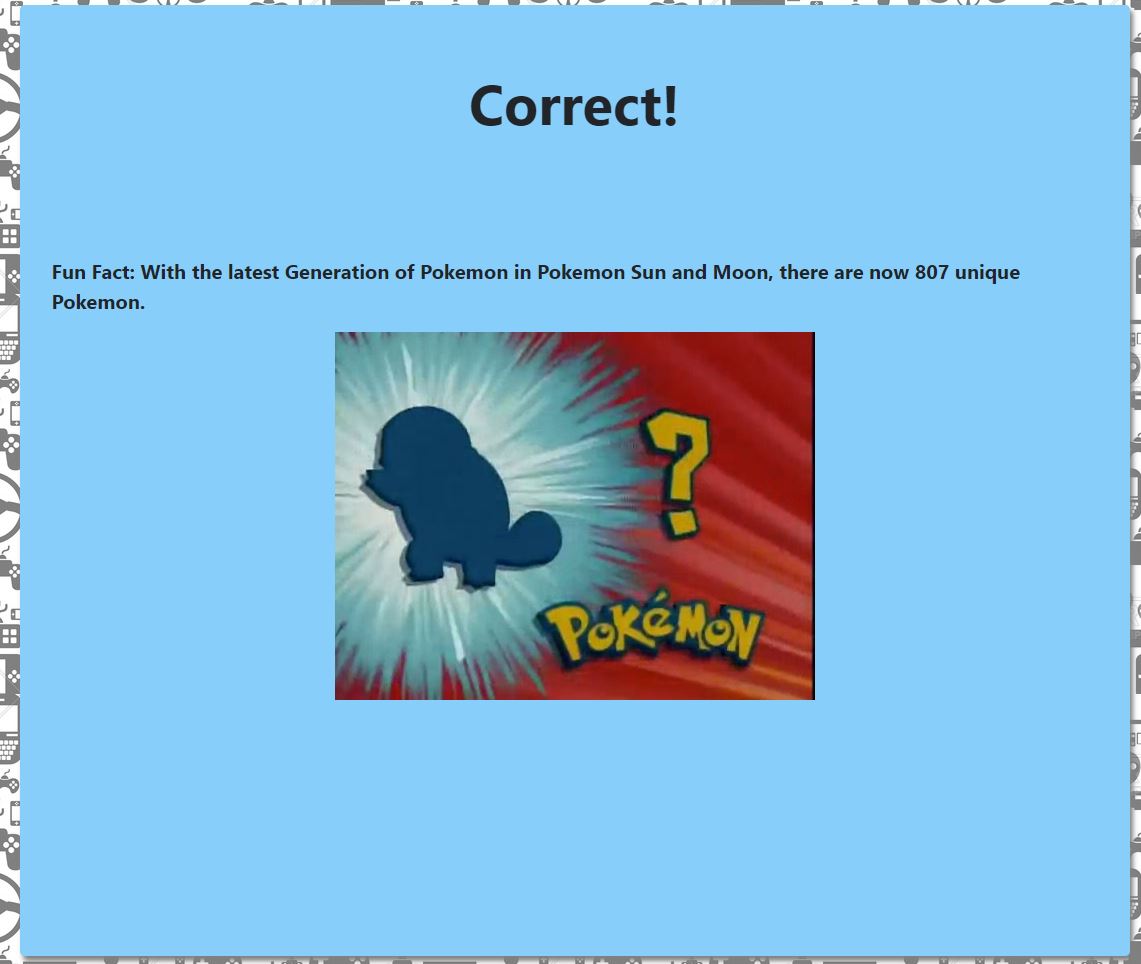 Correct!
Fun Fact: With the latest Generation of Pokemon in Pokemon Sun and Moon, there are now 807 unique
Pokemon.
?
POKéMON